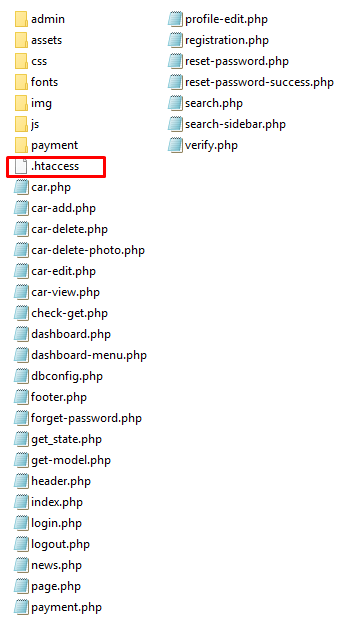 admin
assets
css
fonts
img
js
payment
.htaccess
car.php
car-add.php
car-delete.php
car-delete-photo.php
car-edit.php
car-view.php
check-get.php
dashboard.php
dashboard-menu.php
dbconfig.php
footer.php
forget-password.php
get_state.php
get-model.php
header.php
index.php
login.php
logout.php
news.php
page.php
payment.php
profile-edit.php
registration.php
reset-password.php
reset-password-success.php
search.php
search-sidebar.php
verify.php